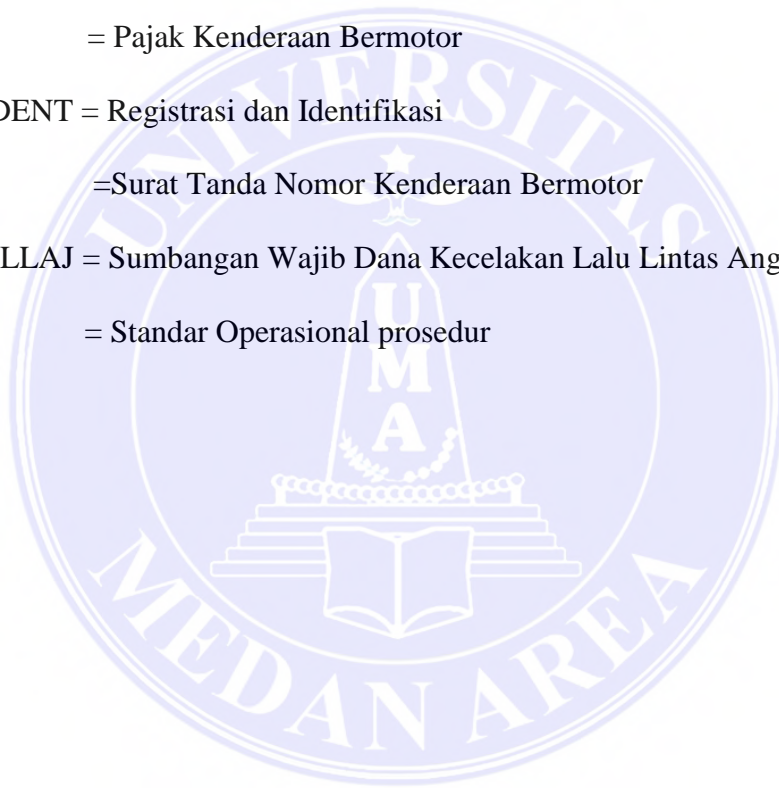 = Pajak Kenderaan Bermotor
DENT = Registrasi dan Identifikasi
=Surat Tanda Nomor Kenderaan Bermotor
LLAJ = Sumbangan Wajib Dana Kecelakan Lalu Lintas Ang
= Standar Operasional prosedur
UNIVERSITAS
UMA
MEDAN AREA